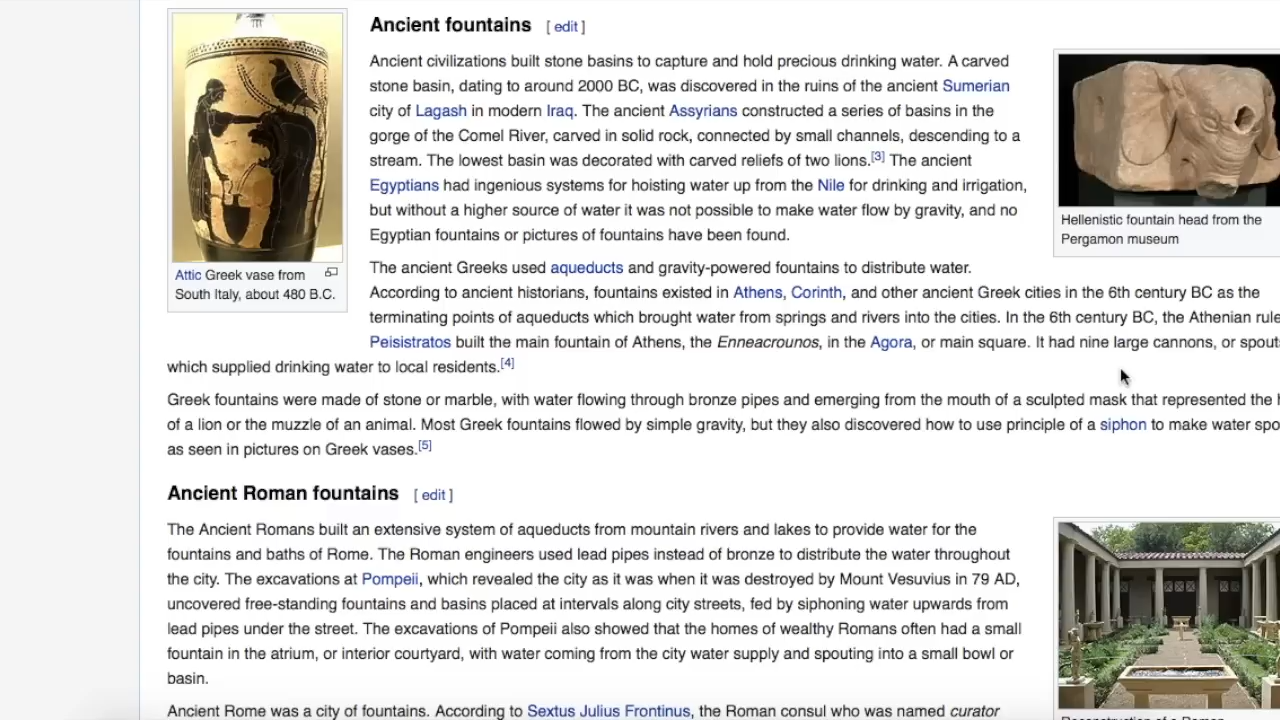 Ancient fountains [ edit ]
Ancient civilizations built stone basins to capture and hold precious drinking water. A carved
stone basin, dating to around 2000 BC, was discovered in the ruins of the ancient Sumerian
city of Lagash in modern Iraq. The ancient Assyrians constructed a series of basins in the
gorge of the Comel River, carved in solid rock, connected by small channels, descending to a
stream. The lowest basin was decorated with carved reliefs of two lions.[3] The ancient
Egyptians had ingenious systems for hoisting water up from the Nile for drinking and irrigation,
but without a higher source of water it was not possible to make water flow by gravity, and no
Egyptian fountains or pictures of fountains have been found.
Attic Greek vase from
South Italy, about 480 B.C.
Hellenistic fountain head from the
Pergamon museum
The ancient Greeks used aqueducts and gravity-powered fountains to distribute water.
According to ancient historians, fountains existed in Athens, Corinth, and other ancient Greek cities in the 6th century BC as the
terminating points of aqueducts which brought water from springs and rivers into the cities. In the 6th century BC, the Athenian
Peisistratos built the main fountain of Athens, the Enneacrounos, in the Agora, or main square. It had nine large cannons, or
which supplied drinking water to local residents.[4]
Greek fountains were made of stone or marble, with water flowing through bronze pipes and emerging from the mouth of a sculpted mask that represented the
of a lion or the muzzle of an animal. Most Greek fountains flowed by simple gravity, but they also discovered how to use principle of a siphon to make water
as seen in pictures on Greek vases.[5]
Ancient Roman fountains [ edit ]
The Ancient Romans built an extensive system of aqueducts from mountain rivers and lakes to provide water for the
fountains and baths of Rome. The Roman engineers used lead pipes instead of bronze to distribute the water throughout
the city. The excavations at Pompeii, which revealed the city as it was when it was destroyed by Mount Vesuvius in 79 AD,
uncovered free-standing fountains and basins placed at intervals along city streets, fed by siphoning water upwards from
lead pipes under the street. The excavations of Pompeii also showed that the homes of wealthy Romans often had a small
fountain in the atrium, or interior courtyard, with water coming from the city water supply and spouting into a small bowl or
basin.
Ancient Rome was a city of fountains. According to Sextus Julius Frontinus, the Roman consul who was named curator